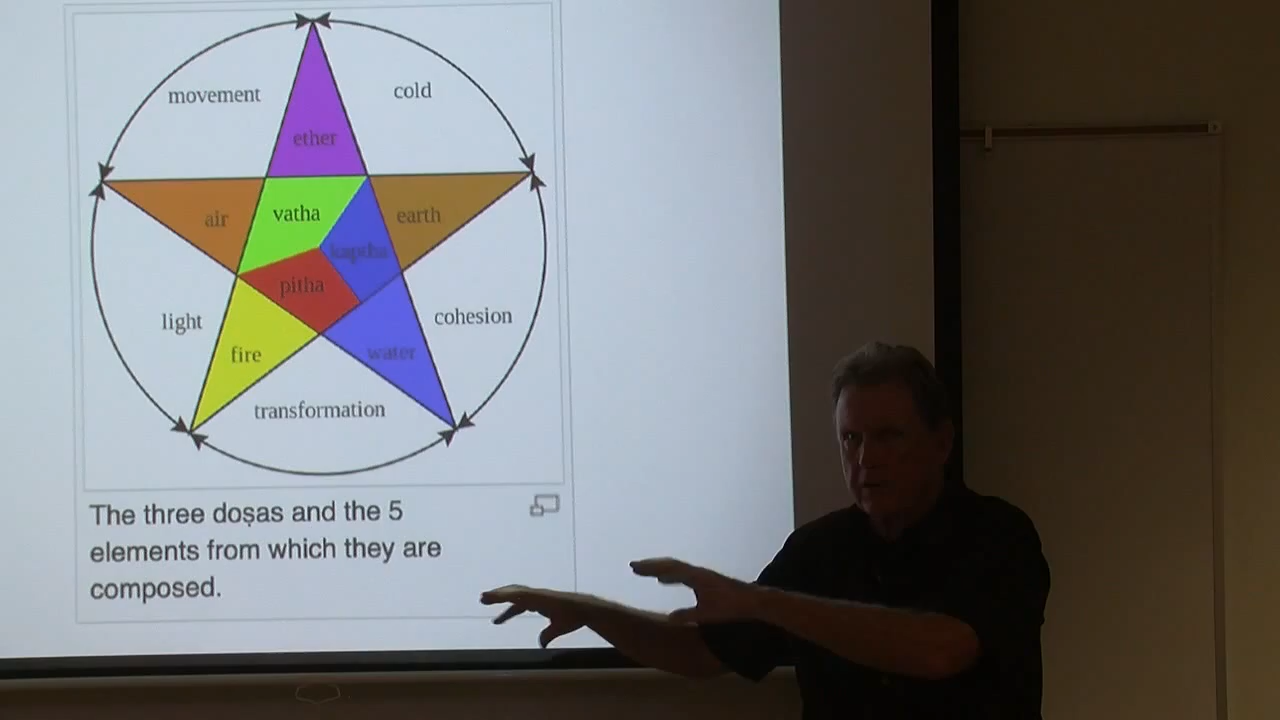 movement
cold
ether
air
vatha
earth
kaptha
pitha
light
cohesion
fire
water
transformation
The three doṣas and the 5
elements from which they are
composed.